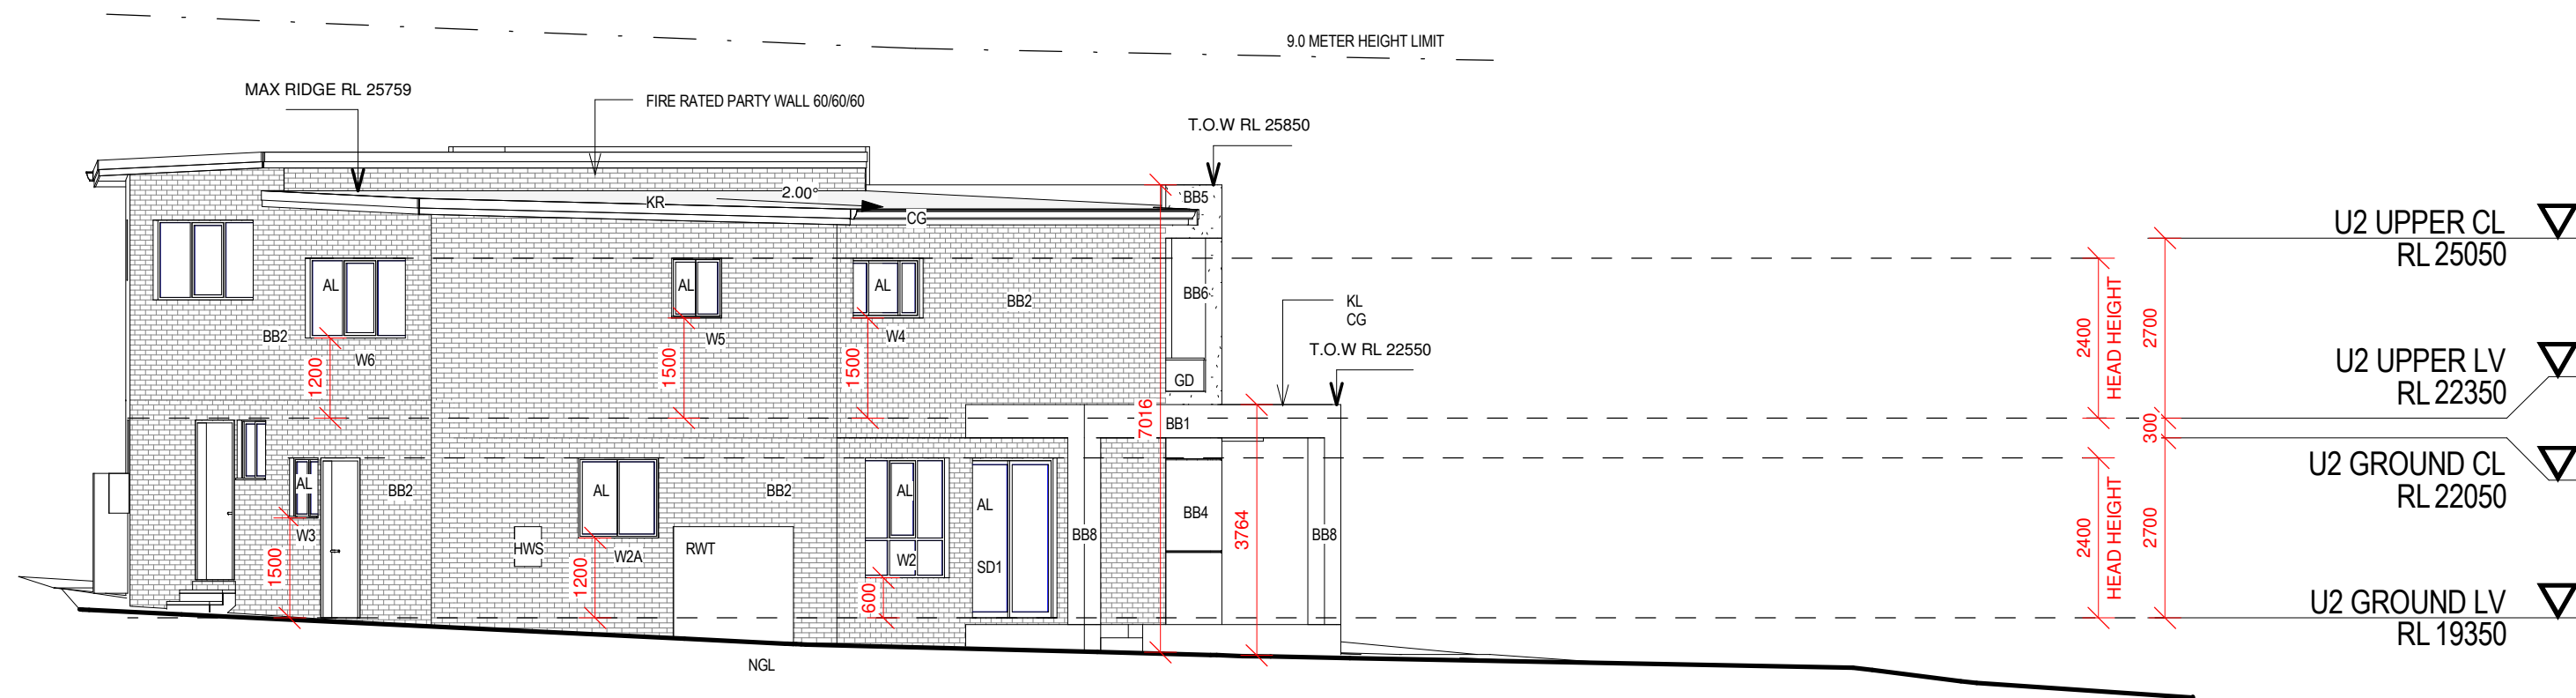 9.0 METER HEIGHT LIMIT
MAX RIDGE RL 25759
FIRE RATED PARTY WALL 60/60/60
T.O.W RL 25850
2.00°
KR
CG
BB5
U2 UPPER CL
RL 25050
AL
AL
AL
BB2
BB6
BB2
W6
W5
W4
1200
1500
1500
KL
CG
T.O.W RL 22550
GD
2400
HEAD HEIGHT
2700
U2 UPPER LV
RL 22350
7016
BB1
300
U2 GROUND CL
RL 22050
AL
BB2
AL
BB2
AL
AL
BB4
W3
HWS
W2A
RWT
W2
SD1
BB8
BB8
3764
1500
1200
600
2400
HEAD HEIGHT
2700
U2 GROUND LV
RL 19350
NGL